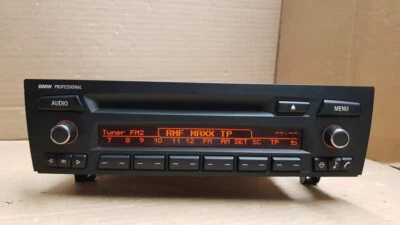 BMW PROFESSIONAL
AUDIO
MENU
Tuner FM2 RMF MAXX TP
7 8 9 10 11 12 FM AM SET SC TP